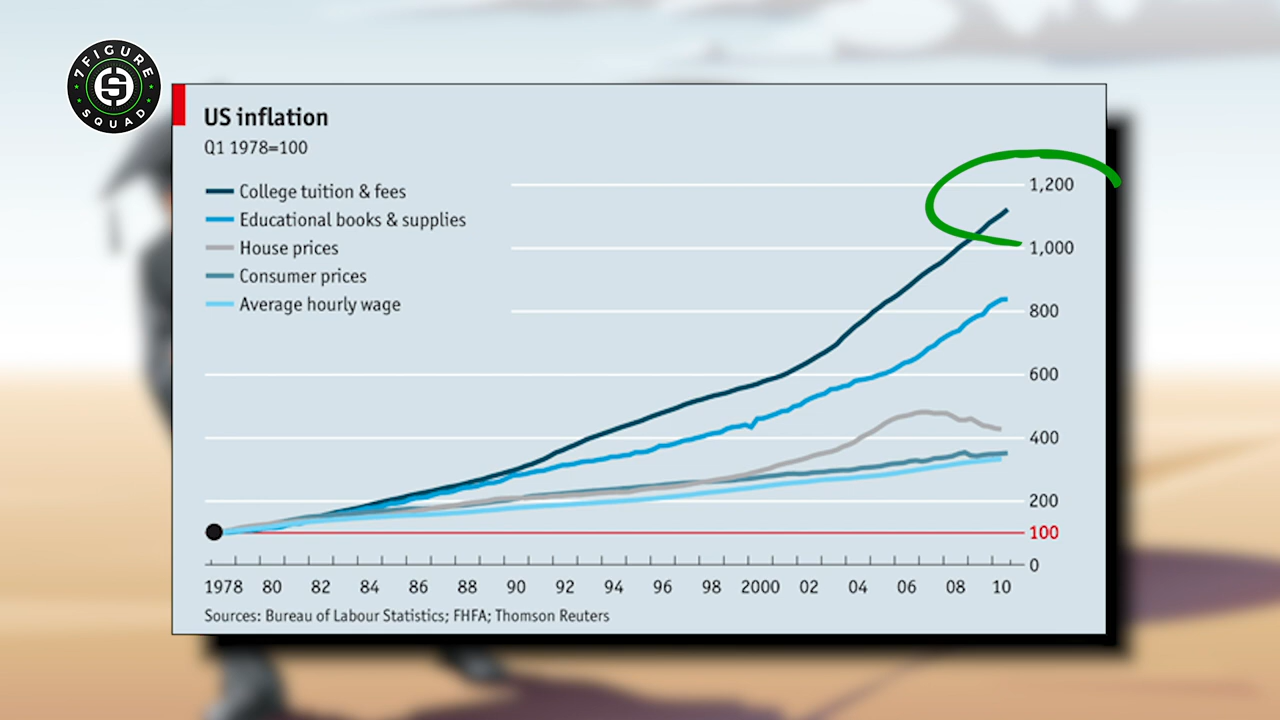 7FIGURE
SQUAD
US inflation
Q1 1978=100
College tuition & fees
Educational books & supplies
House prices
Consumer prices
Average hourly wage
1,200
1,000
800
600
400
200
100
0
1978 80 82 84 86 88 90 92 94 96 98 2000 02 04 06 08 10
Sources: Bureau of Labour Statistics; FHFA; Thomson Reuters